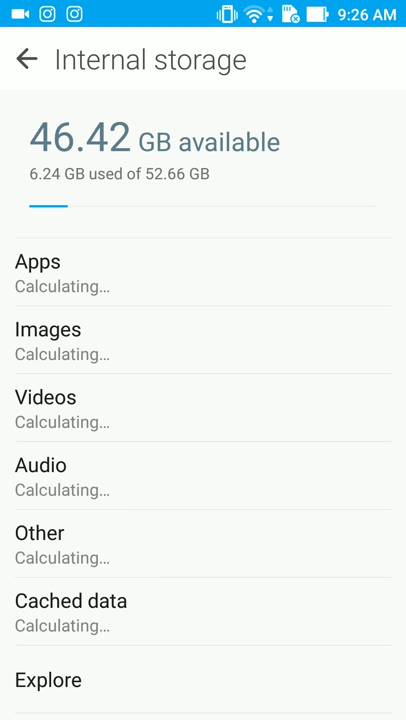 9:26 AM
Internal storage
46.42 GB available
6.24 GB used of 52.66 GB
Apps
Calculating...
Images
Calculating...
Videos
Calculating...
Audio
Calculating...
Other
Calculating...
Cached data
Calculating...
Explore